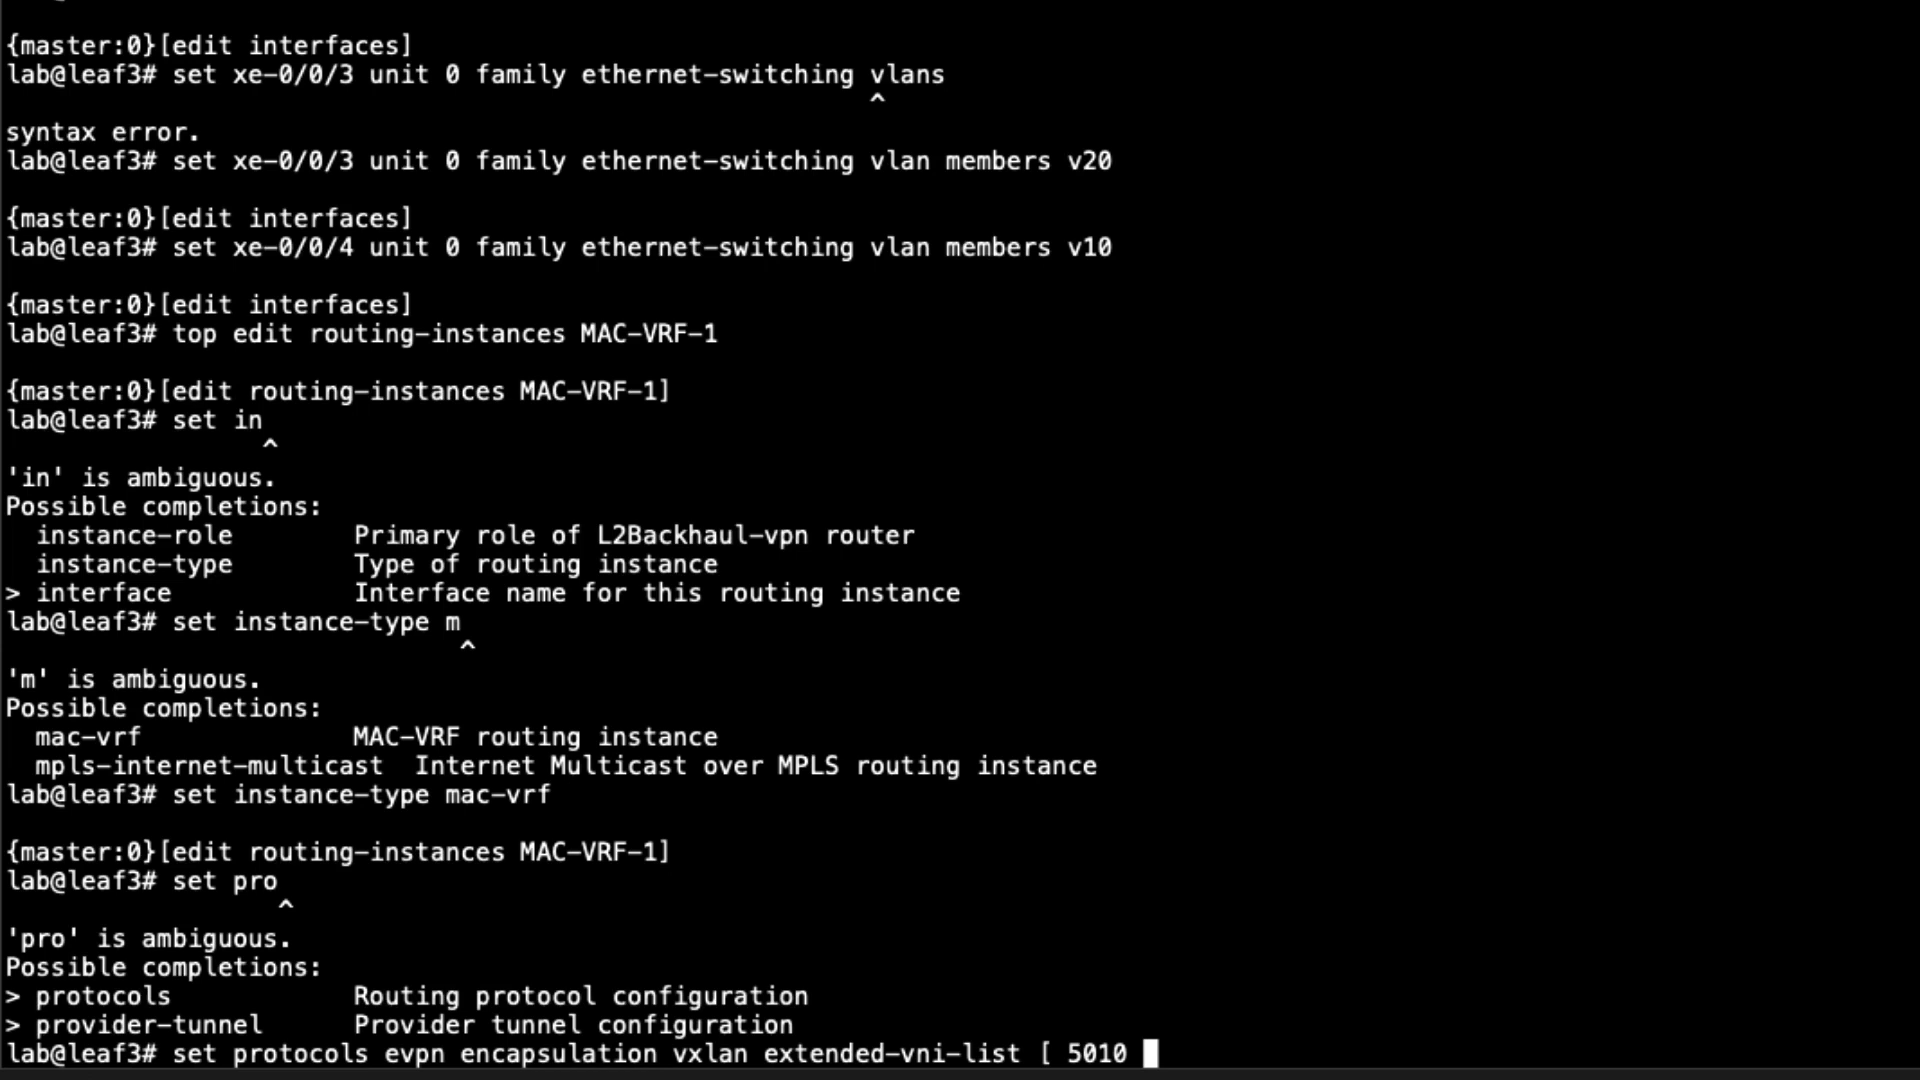 {master:0}[edit interfaces]
lab@leaf3# set xe-0/0/3 unit 0 family ethernet-switching vlans
^
syntax error.
lab@leaf3# set xe-0/0/3 unit 0 family ethernet-switching vlan members v20
{master:0}[edit interfaces]
lab@leaf3# set xe-0/0/4 unit 0 family ethernet-switching vlan members v10
{master:0}[edit interfaces]
lab@leaf3# top edit routing-instances MAC-VRF-1
{master:0}[edit routing-instances MAC-VRF-1]
lab@leaf3# set in
^
'in' is ambiguous.
Possible completions:
instance-role        Primary role of L2Backhaul-vpn router
instance-type        Type of routing instance
> interface            Interface name for this routing instance
lab@leaf3# set instance-type m
^
'm' is ambiguous.
Possible completions:
mac-vrf              MAC-VRF routing instance
mpls-internet-multicast  Internet Multicast over MPLS routing instance
lab@leaf3# set instance-type mac-vrf
{master:0}[edit routing-instances MAC-VRF-1]
lab@leaf3# set pro
^
'pro' is ambiguous.
Possible completions:
> protocols            Routing protocol configuration
> provider-tunnel      Provider tunnel configuration
lab@leaf3# set protocols evpn encapsulation vxlan extended-vni-list [ 5010